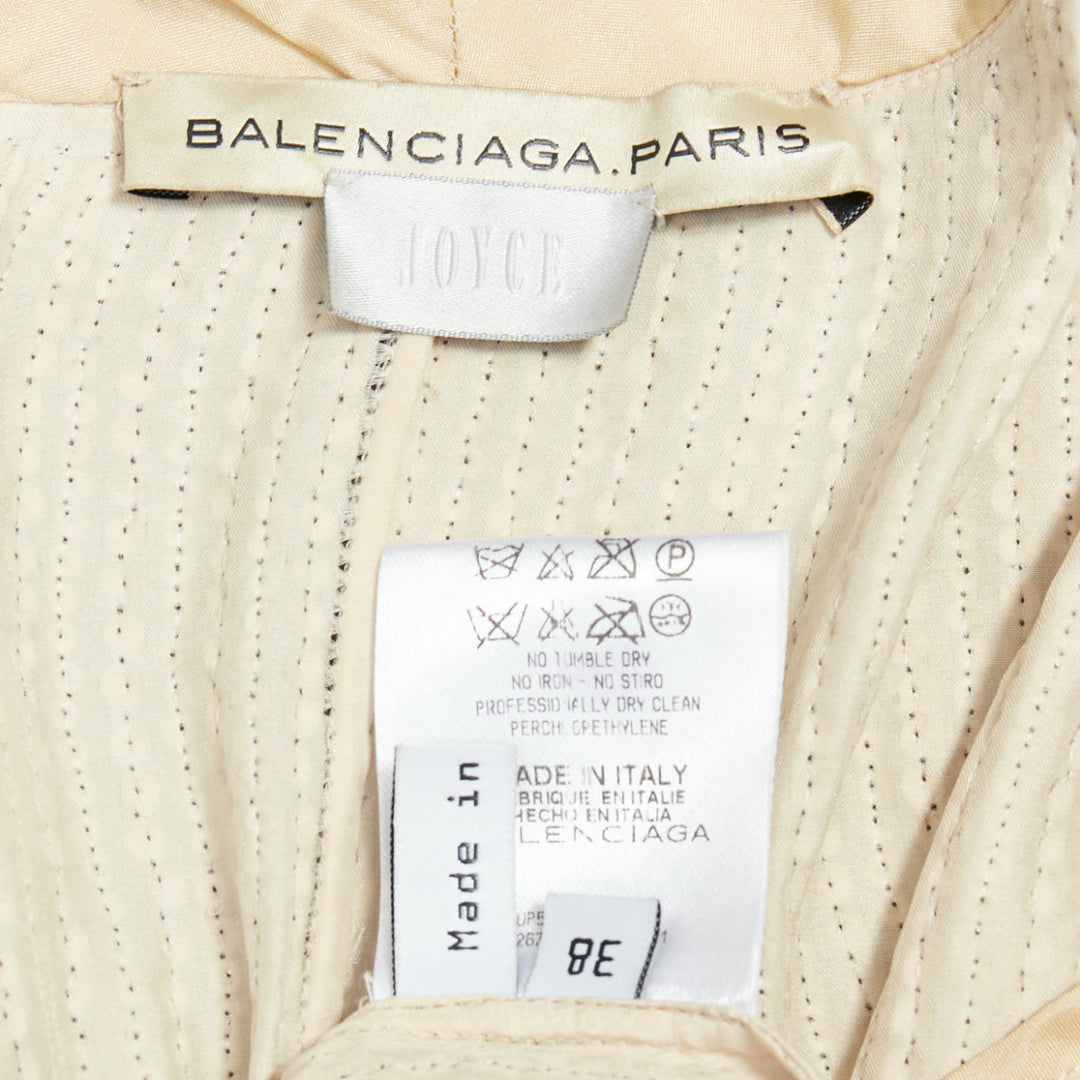 BALENCIAGA.PARIS
JOYCE
P
NO TUMBLE DRY
NO IRON - NO STIRO
PROFESSIONALLY DRY CLEAN
PERCHLORETHYLENE
ADE IN ITALY
BRIQUE EN ITALIE
HECHO EN ITALIA
LENCIAGA
Made in
38